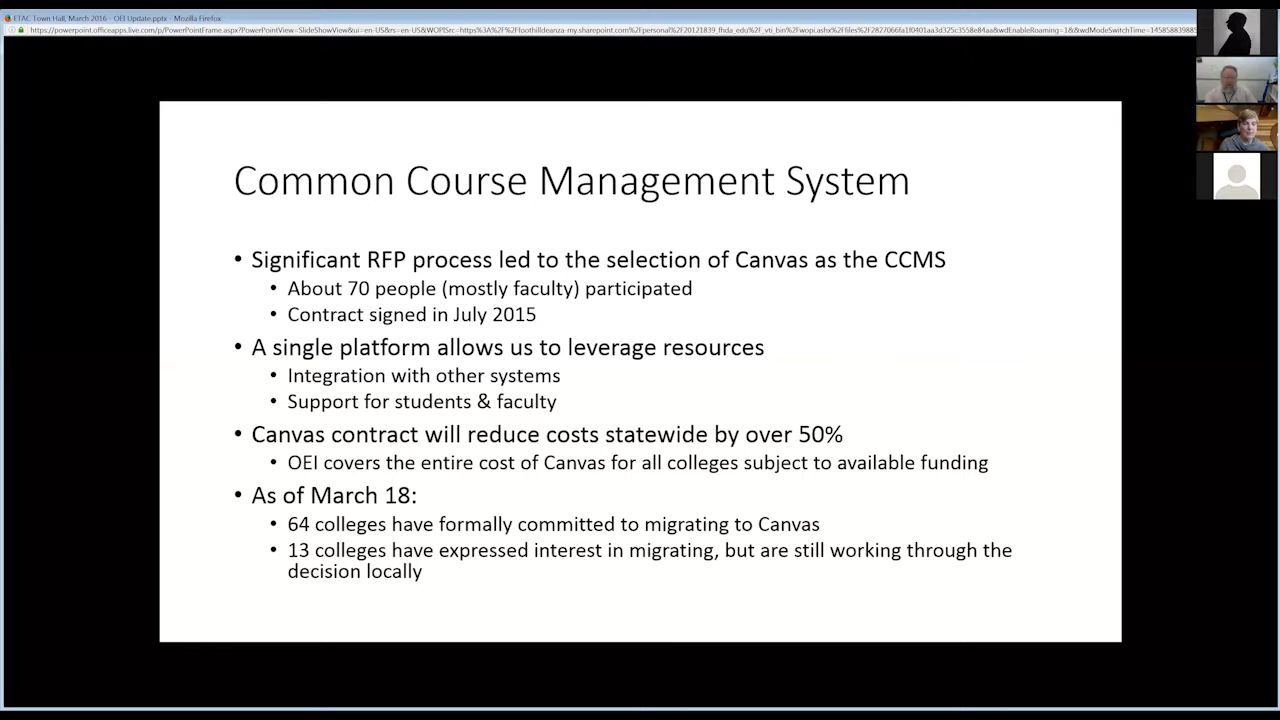 ETAC Town Hall, March 2016 - OEI Update.pptx - Mozilla Firefox
Common Course Management System
• Significant RFP process led to the selection of Canvas as the CCMS
• About 70 people (mostly faculty) participated
• Contract signed in July 2015
• A single platform allows us to leverage resources
• Integration with other systems
• Support for students & faculty
• Canvas contract will reduce costs statewide by over 50%
• OEI covers the entire cost of Canvas for all colleges subject to available funding
• As of March 18:
• 64 colleges have formally committed to migrating to Canvas
• 13 colleges have expressed interest in migrating, but are still working through the
decision locally